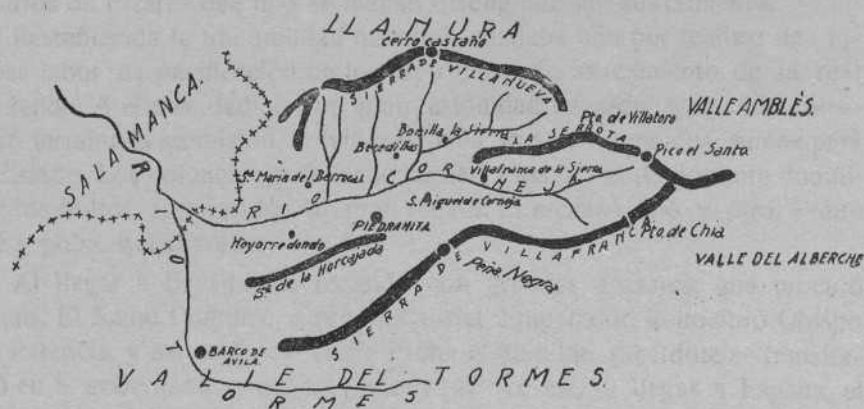 LLAMURA
cerro castaño
SIERRA DE VILLANUEVA
Pto. de Villatoro
VALLE AMBLÉS.
SALAMANCA.
Bonilla la Sierra
LA SERROTA
Becedillas
Pico el Santo
Sta María del Berrocal
Villafranca de la Sierra
RIO CORNEJA
S. Miguel de Corneja
PIEDRAHITA
Hoyorredondo
Pto. de Chia
Sa de la Horcajada
SIERRA DE VILLAFRANCA
VALLE DEL ALBERCHE
Peña Negra
BARCO DE
AVILA
VALLE DEL TORMES.
RIO TORMES